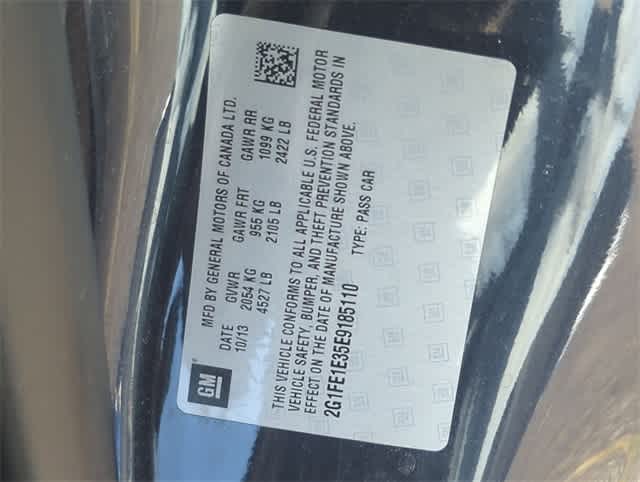 GM
MFD BY GENERAL MOTORS OF CANADA LTD.
DATE GVWR GAWR FRT GAWR RR
10/13 2054 KG 955 KG 1099 KG
4527 LB 2105 LB 2422 LB
THIS VEHICLE CONFORMS TO ALL APPLICABLE U.S. FEDERAL MOTOR
VEHICLE SAFETY, BUMPER, AND THEFT PREVENTION STANDARDS IN
EFFECT ON THE DATE OF MANUFACTURE SHOWN ABOVE.
2G1FE1E35E9185110 TYPE: PASS CAR